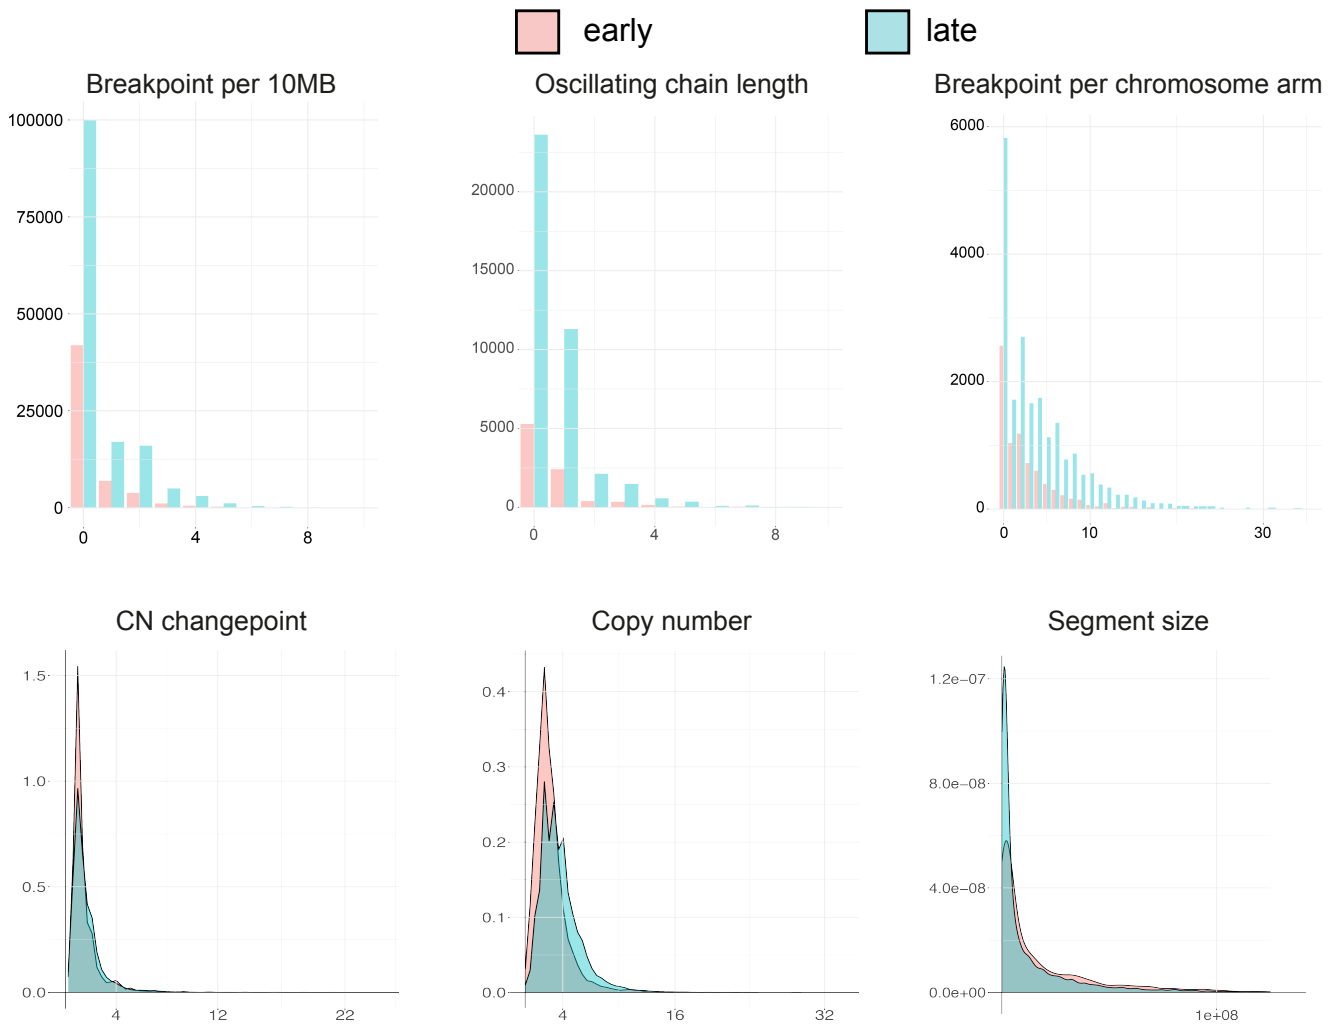 early late
Breakpoint per 10MB
100000
75000
50000
25000
0
0 4 8
Oscillating chain length
20000
15000
10000
5000
0
0 4 8
Breakpoint per chromosome arm
6000
4000
2000
0
0 10 30
CN changepoint
1.5
1.0
0.5
0.0
4 12 22
Copy number
0.4
0.3
0.2
0.1
0.0
4 16 32
Segment size
1.2e−07
8.0e−08
4.0e−08
0.0e+00
1e+08